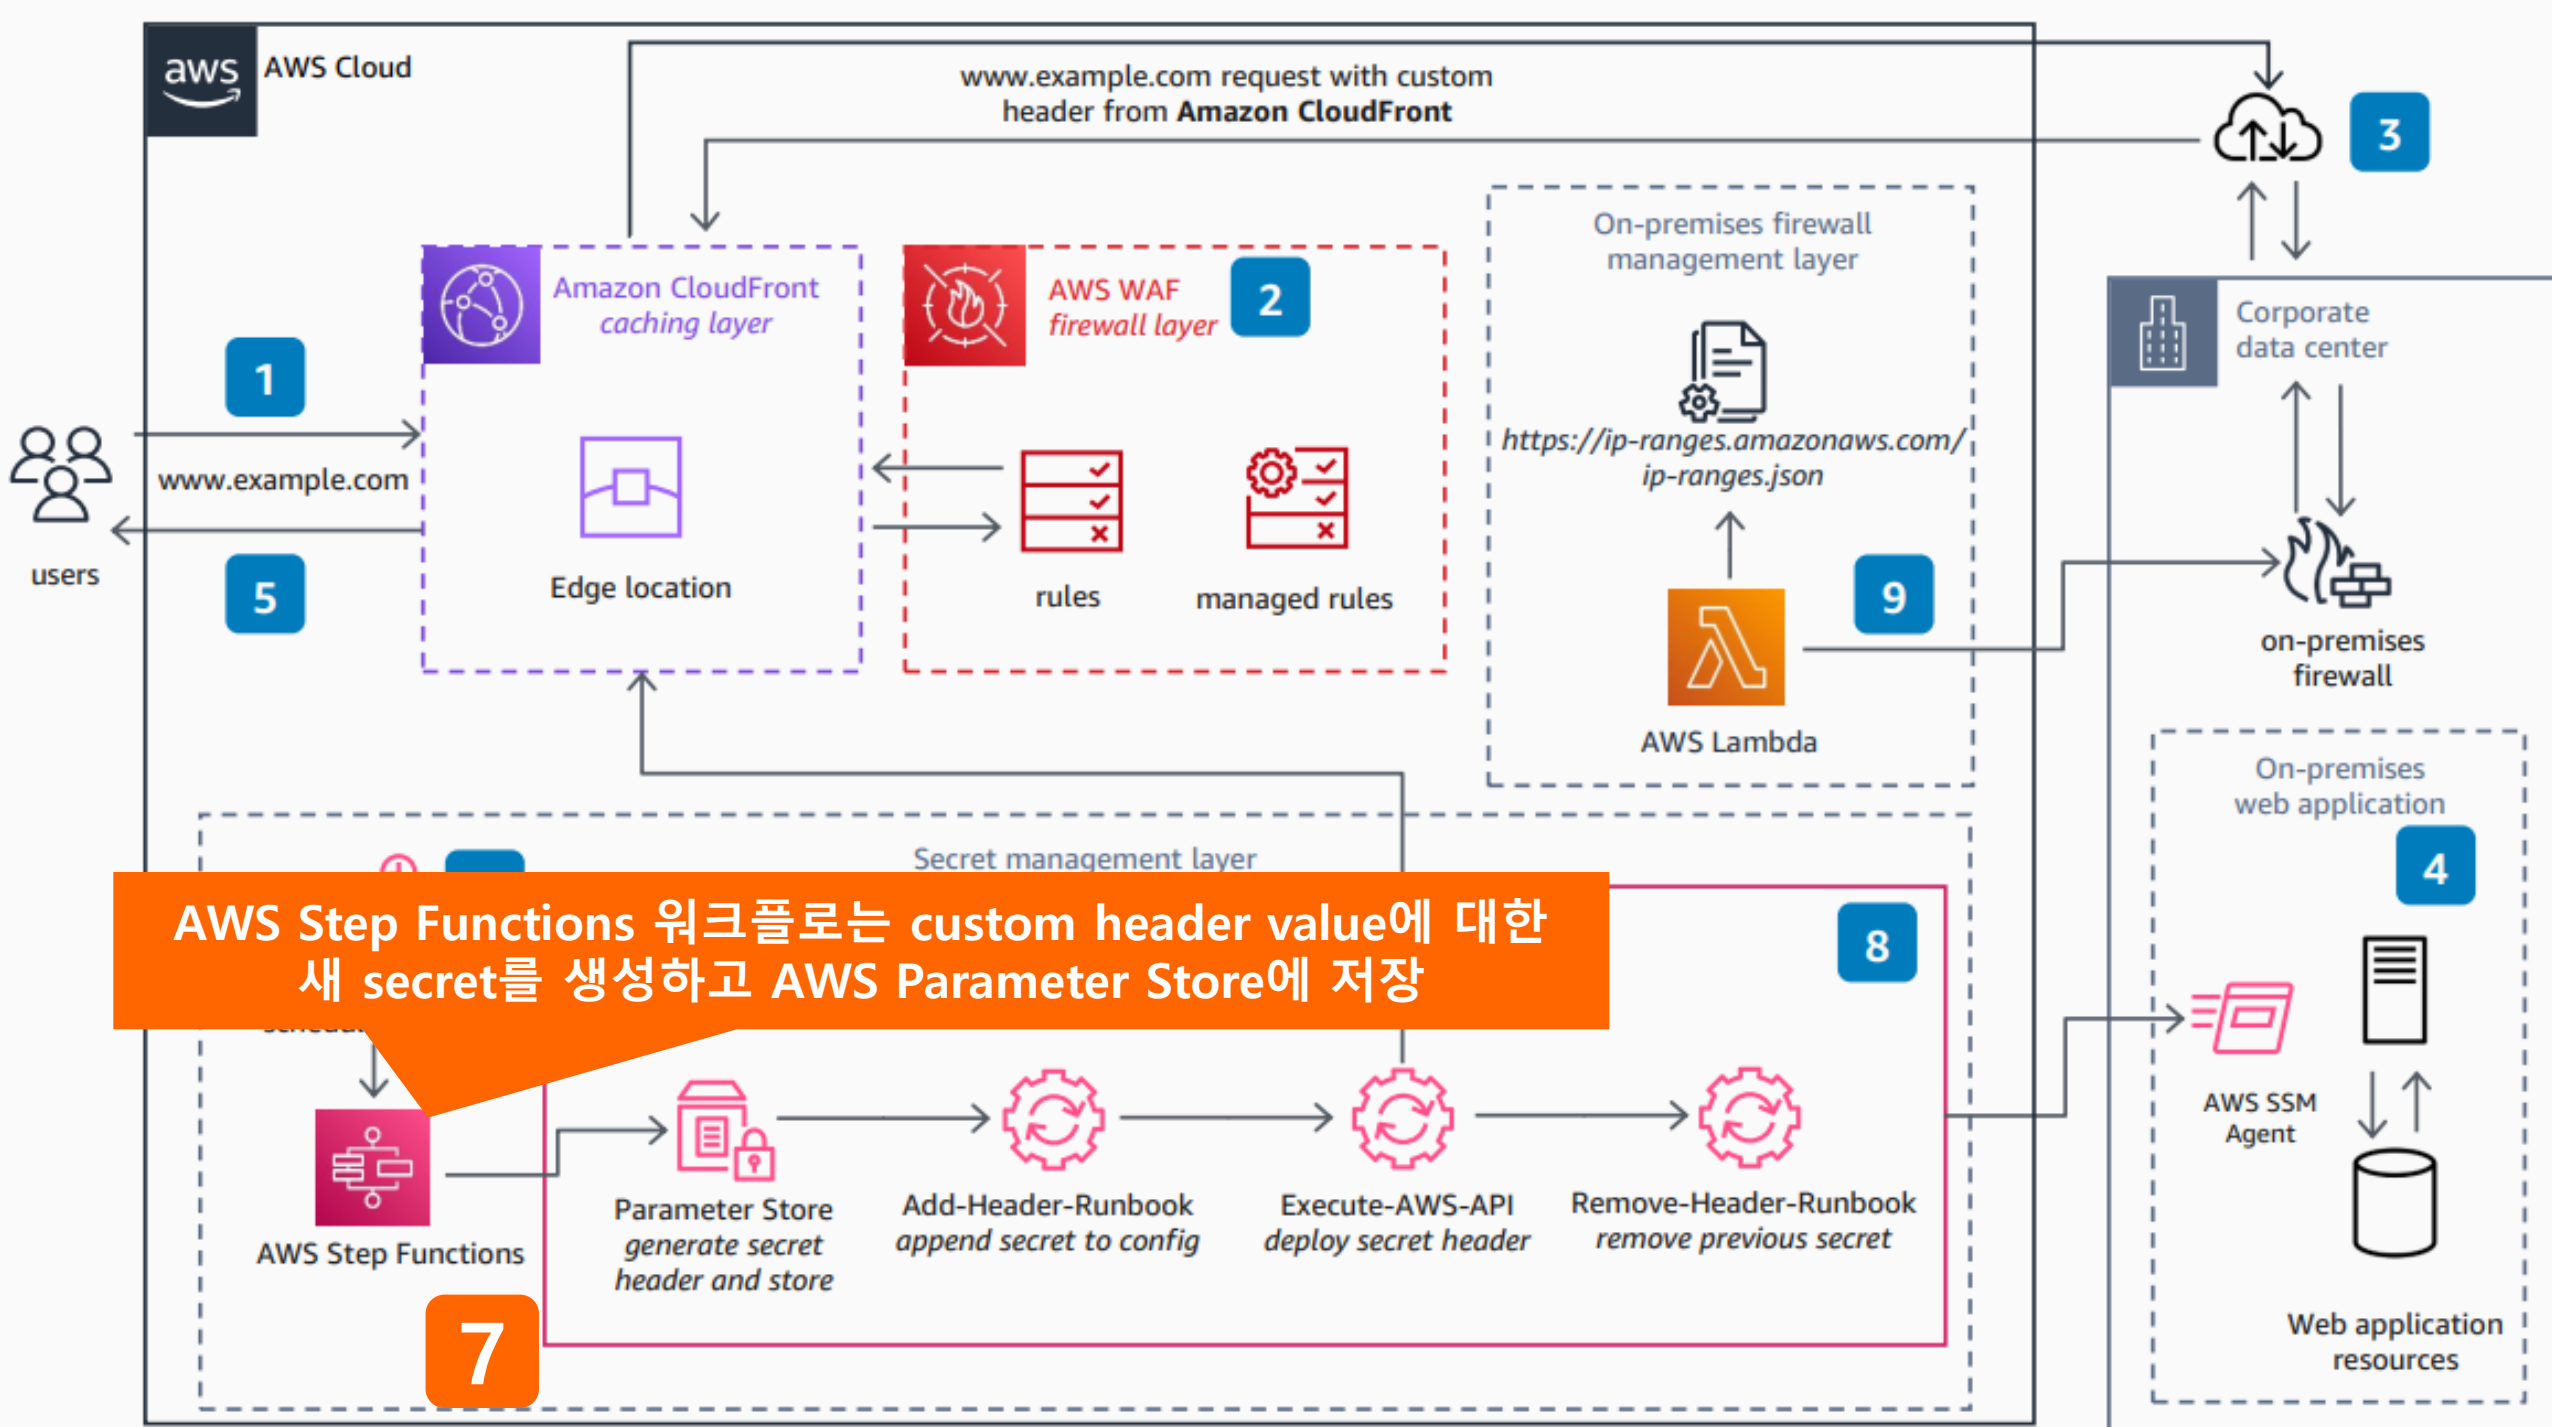 aws
AWS Cloud
www.example.com request with custom
header from Amazon CloudFront
3
On-premises firewall
management layer
Amazon CloudFront
caching layer
AWS WAF
firewall layer
2
Corporate
data center
1
https://ip-ranges.amazonaws.com/
ip-ranges.json
www.example.com
users
5
Edge location
rules
managed rules
9
on-premises
firewall
AWS Lambda
On-premises
web application
4
Secret management layer
AWS Step Functions 워크플로는 custom header value에 대한
새 secret를 생성하고 AWS Parameter Store에 저장
8
AWS SSM
Agent
Parameter Store
generate secret
header and store
Add-Header-Runbook
append secret to config
Execute-AWS-API
deploy secret header
Remove-Header-Runbook
remove previous secret
AWS Step Functions
7
Web application
resources